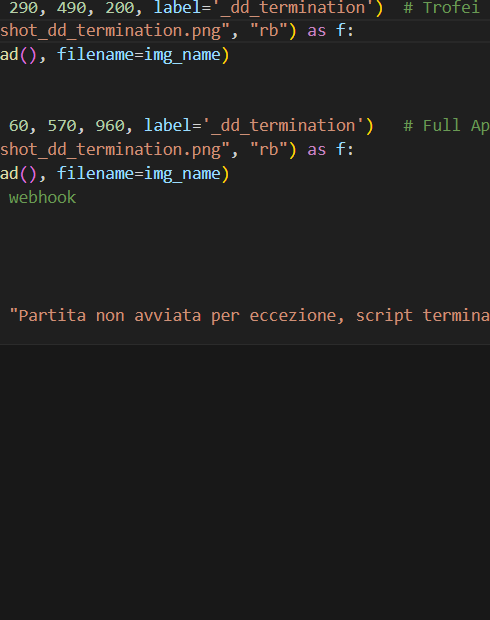 290, 490, 200, label='_dd_termination')  # Trofei
shot_dd_termination.png", "rb") as f:
ad(), filename=img_name)
60, 570, 960, label='_dd_termination')   # Full Ap
shot_dd_termination.png", "rb") as f:
ad(), filename=img_name)
webhook
"Partita non avviata per eccezione, script termina